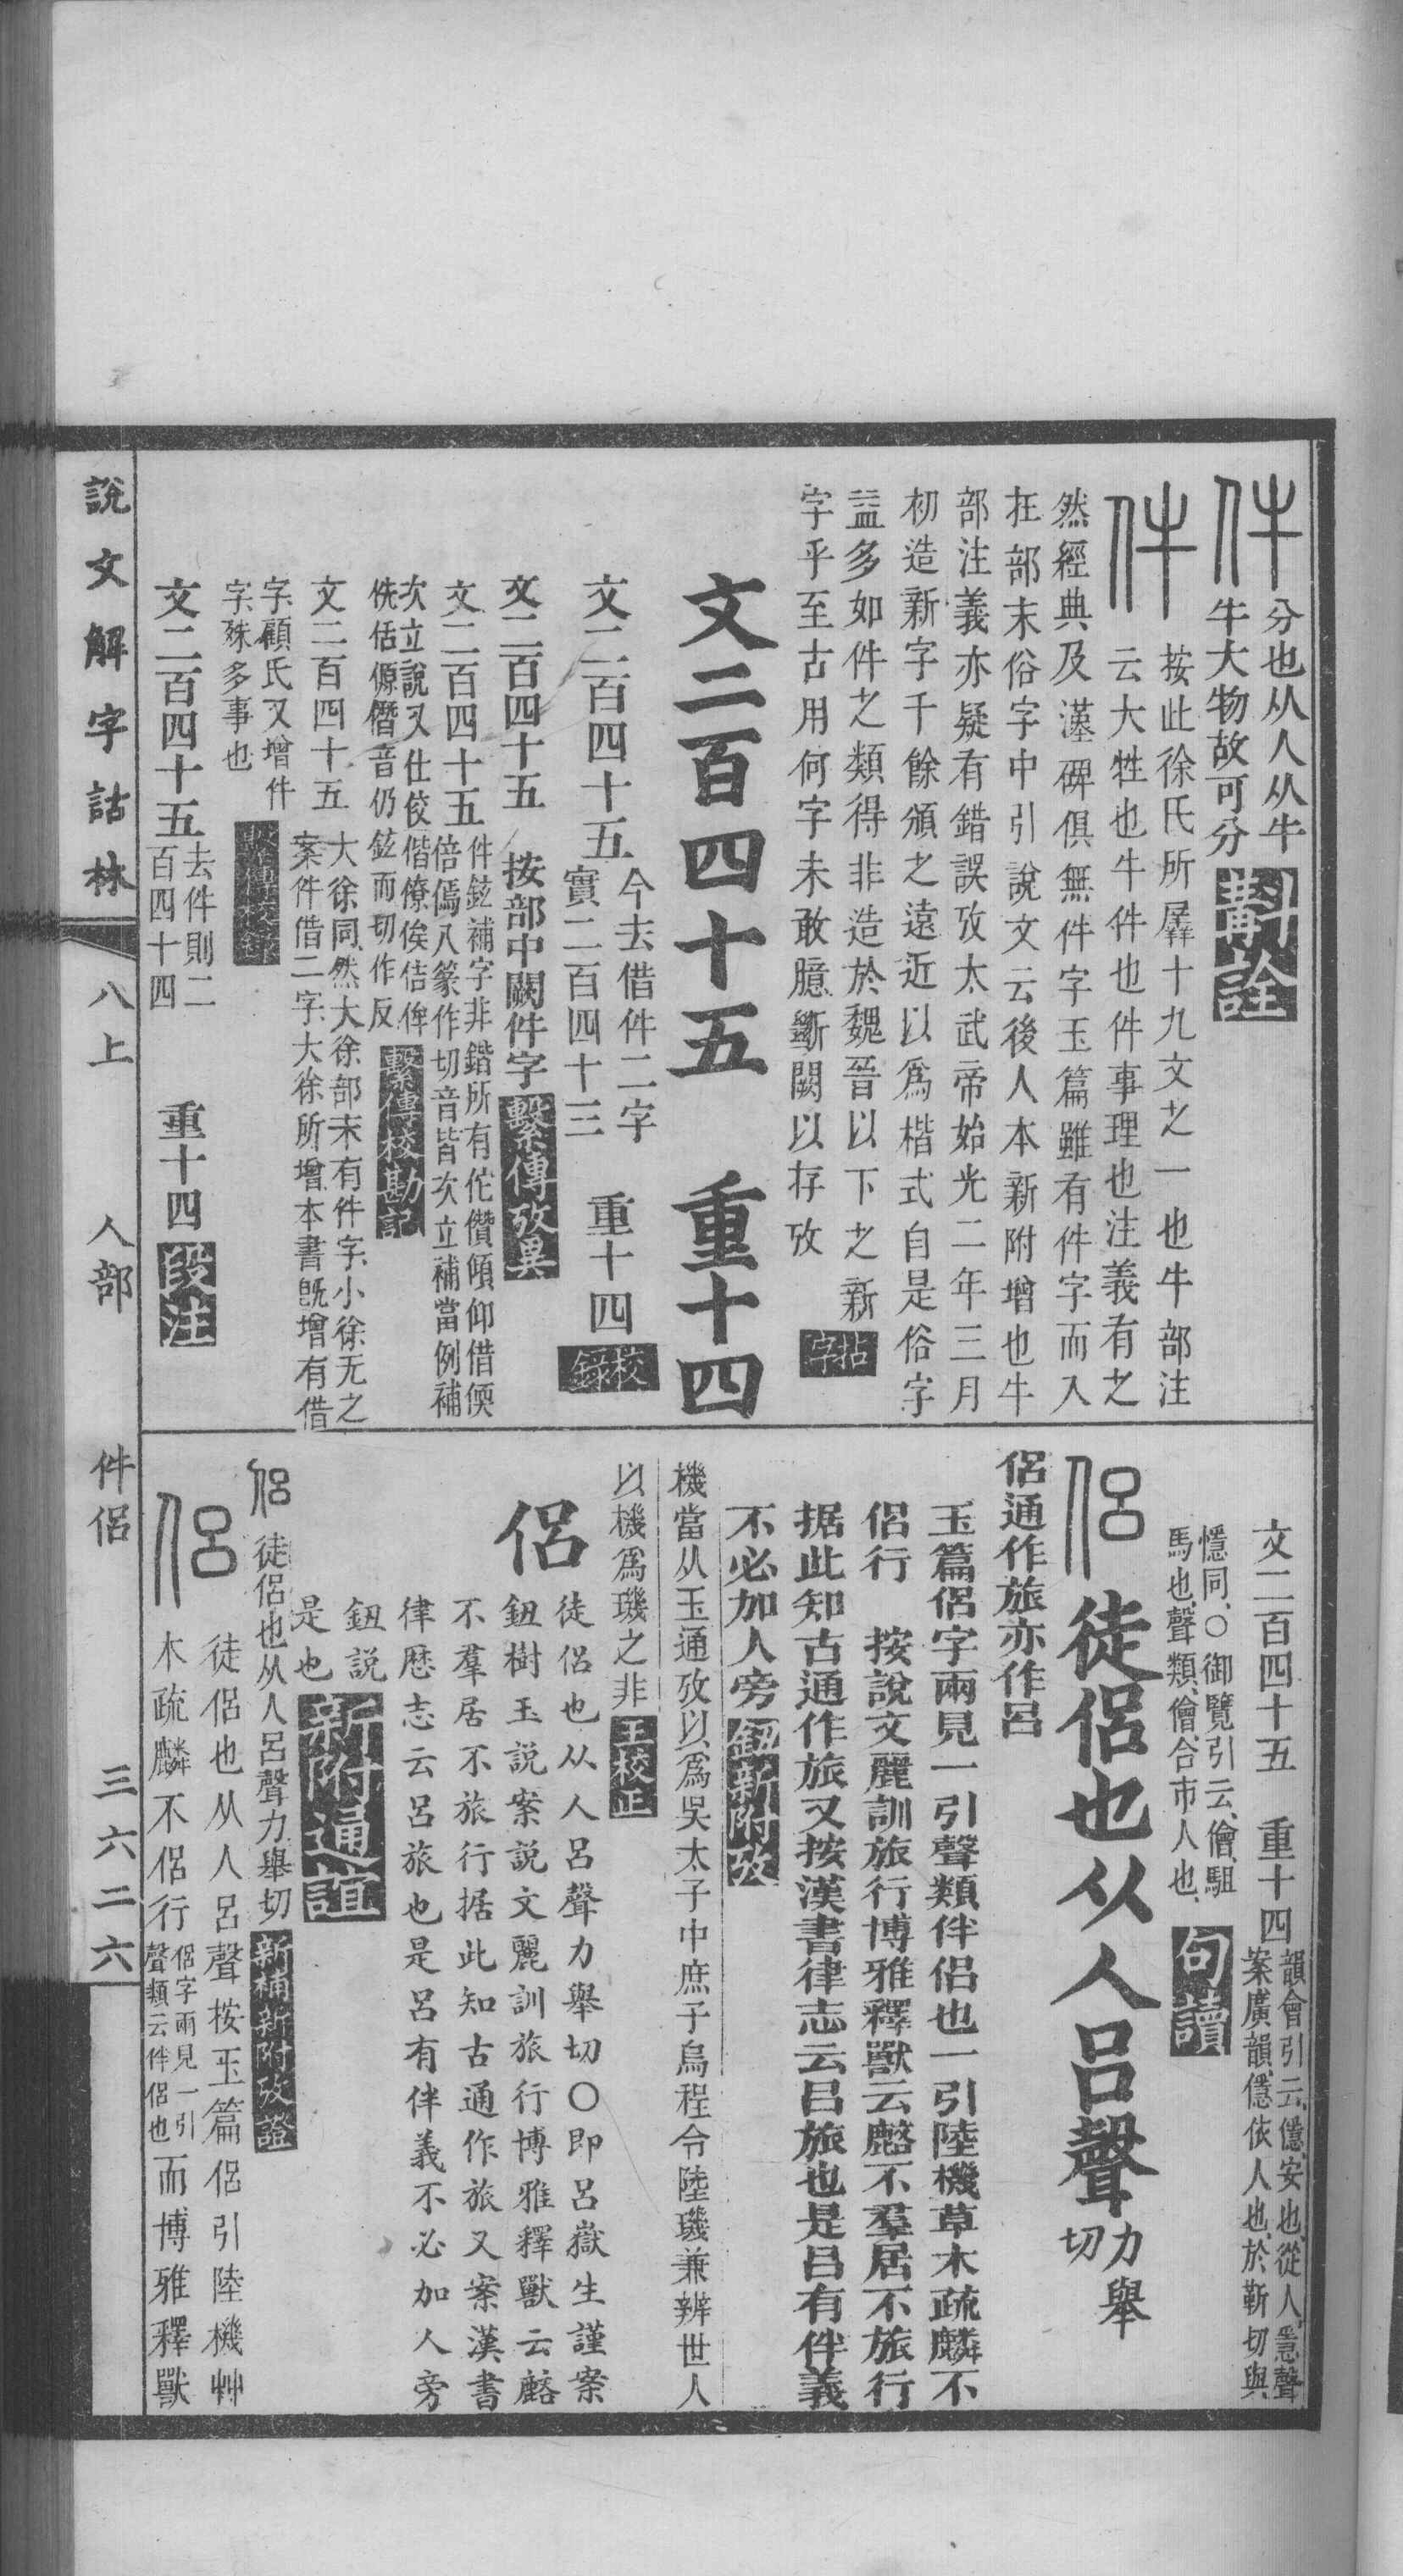 件
分也从人从牛
牛大物故可分
斠詮
件
按此徐氏所羼十九文之一也牛部注
云大牲也牛件也件事理也注義有之
然經典及漢碑俱無件字玉篇雖有件字而入
在部末俗字中引說文云後人本新附增也牛
部注義亦疑有錯誤攷太武帝始光二年三月
初造新字千餘頒之遠近以爲楷式自是俗字
益多如件之類得非造於魏晉以下之新
字乎至古用何字未敢臆斷闕以存攷
拈字
文二百四十五　重十四
文二百四十五
今去借件二字
實二百四十三
重十四
校錄
文二百四十五
按部中闕件字
繫傳攷異
文二百四十五
件鉉補字非鍇所有佗儹傾仰借偄
倍僞八篆作切音皆次立補當例補
次立說又仕佼偕僚俟佶俾
侁佸傆僭音仍鉉而切作反
繫傳校勘記
文二百四十五
大徐同然大徐部末有件字小徐无之
案件借二字大徐所增本書旣增有借
字顧氏又增件
字殊多事也
繫傳校錄
文二百四十五
去件則二
百四十四
重十四
段注
文二百四十五　重十四
韻會引云㒚安也從人㥯聲
案廣韻㒚依人也於靳切與
㒚同○御覽引云儈駔
馬也聲類儈合市人也
句讀
侶
徒侶也从人呂聲
力舉切
侶通作旅亦作呂
玉篇侶字兩見一引聲類伴侶也一引陸機草木疏麟不
侶行　按說文麗訓旅行博雅釋獸云麐不羣居不旅行
据此知古通作旅又按漢書律志云呂旅也是呂有伴義
不必加人旁
鈕新附攷
機當从玉通攷以爲吳太子中庶子烏程令陸璣兼辨世人
以機爲璣之非
王校正
侶
徒侶也从人呂聲力舉切○即呂嶽生謹案
鈕樹玉說案說文麗訓旅行博雅釋獸云麐
不羣居不旅行据此知古通作旅又案漢書
律厤志云呂旅也是呂有伴義不必加人旁
鈕說
是也
新附通誼
侶
徒侶也从人呂聲力舉切
新補新附攷證
侶
徒侶也从人呂聲按玉篇侶引陸機艸
木疏麟不侶行
侶字兩見一引
聲類云伴侶也
而博雅釋獸
說文解字詁林
八上　人部　件侶　三六二六